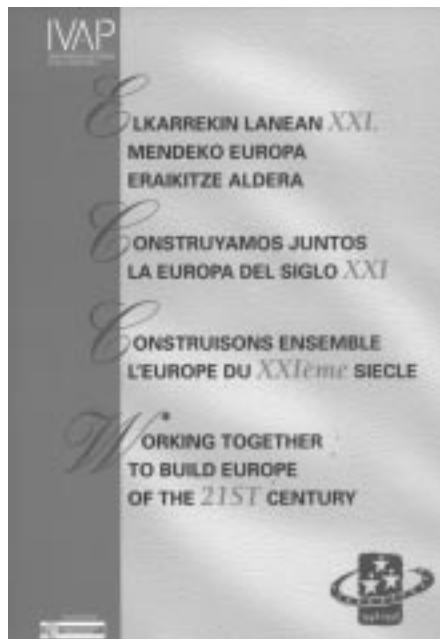 IVAP
ELKARREKIN LANEAN XXI.
MENDEKO EUROPA
ERAIKITZE ALDERA
CONSTRUYAMOS JUNTOS
LA EUROPA DEL SIGLO XXI
CONSTRUISONS ENSEMBLE
L'EUROPE DU XXIème SIECLE
WORKING TOGETHER
TO BUILD EUROPE
OF THE 21ST CENTURY